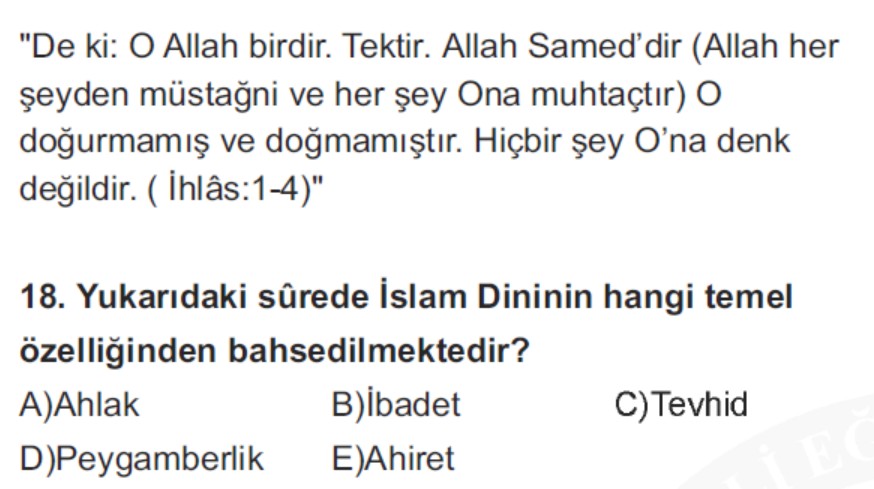 "De ki: O Allah birdir. Tektir. Allah Samed'dir (Allah her
şeyden müstağni ve her şey Ona muhtaçtır) O
doğurmamış ve doğmamıştır. Hiçbir şey O'na denk
değildir. ( İhlâs:1-4)"
18. Yukarıdaki sûrede İslam Dininin hangi temel
özelliğinden bahsedilmektedir?
A)Ahlak B)İbadet C)Tevhid
D)Peygamberlik E)Ahiret